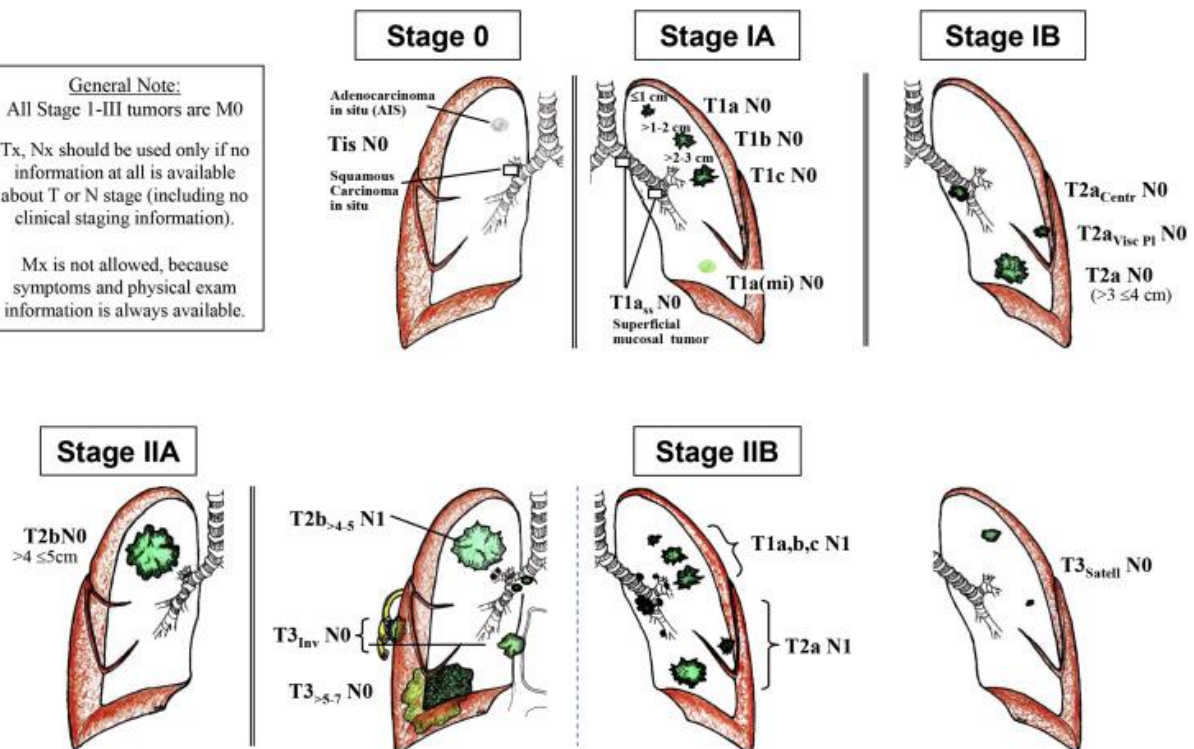 Stage 0
Stage IA
Stage IB
General Note:
All Stage 1-III tumors are M0
Tx, Nx should be used only if no
information at all is available
about T or N stage (including no
clinical staging information).
Mx is not allowed, because
symptoms and physical exam
information is always available.
Adenocarcinoma
in situ (AIS)
Tis N0
Squamous
Carcinoma
in situ
≤1 cm
T1a N0
>1-2 cm
T1b N0
>2-3 cm
T1c N0
T1a(mi) N0
T1ass N0
Superficial
mucosal tumor
T2aCentr N0
T2aVisc Pl N0
T2a N0
(>3 ≤4 cm)
Stage IIA
Stage IIB
T2bN0
>4 ≤5cm
T2b>4-5 N1
T3Inv N0
T3>5-7 N0
T1a,b,c N1
T2a N1
T3Satell N0